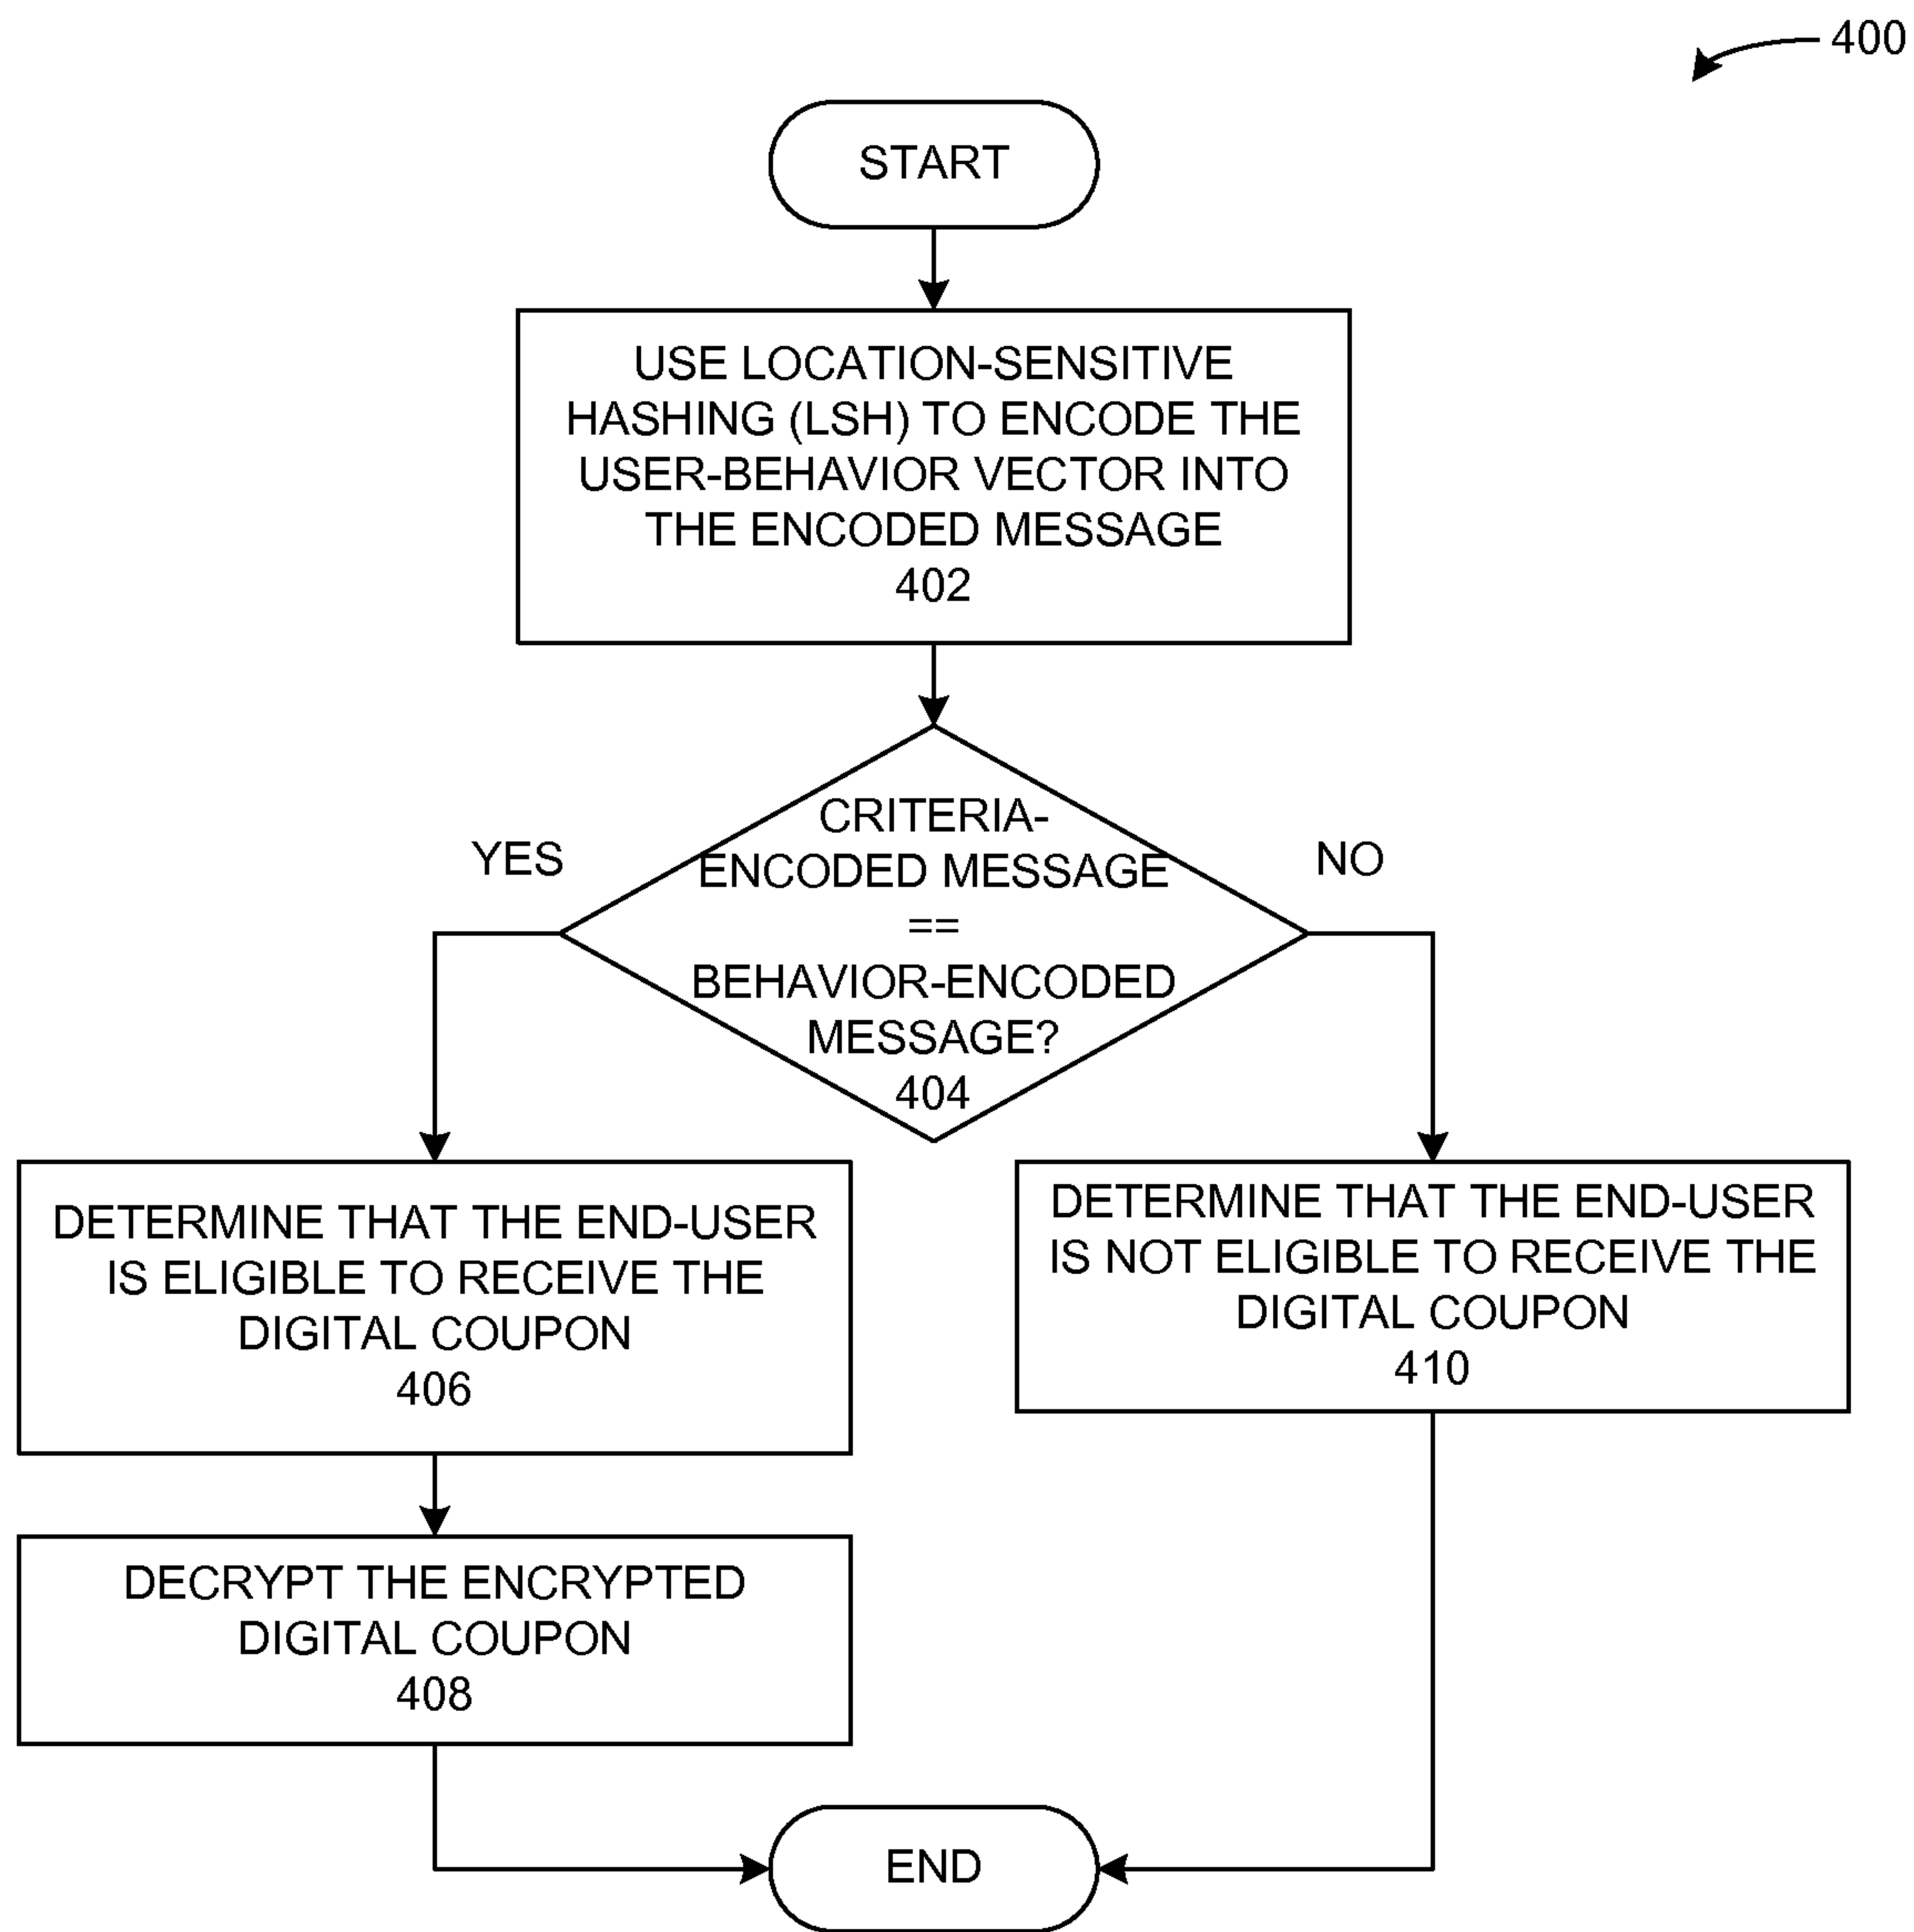 400
START
USE LOCATION-SENSITIVE
HASHING (LSH) TO ENCODE THE
USER-BEHAVIOR VECTOR INTO
THE ENCODED MESSAGE
402
CRITERIA-
ENCODED MESSAGE
==
BEHAVIOR-ENCODED
MESSAGE?
404
YES
NO
DETERMINE THAT THE END-USER
IS ELIGIBLE TO RECEIVE THE
DIGITAL COUPON
406
DETERMINE THAT THE END-USER
IS NOT ELIGIBLE TO RECEIVE THE
DIGITAL COUPON
410
DECRYPT THE ENCRYPTED
DIGITAL COUPON
408
END